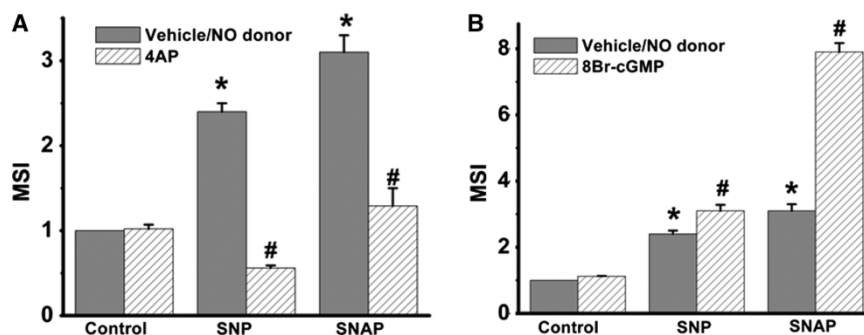 A
Vehicle/NO donor
4AP
MSI
3
2
1
0
*
*
#
#
Control SNP SNAP
B
Vehicle/NO donor
8Br-cGMP
MSI
8
6
4
2
0
*
#
*
#
Control SNP SNAP